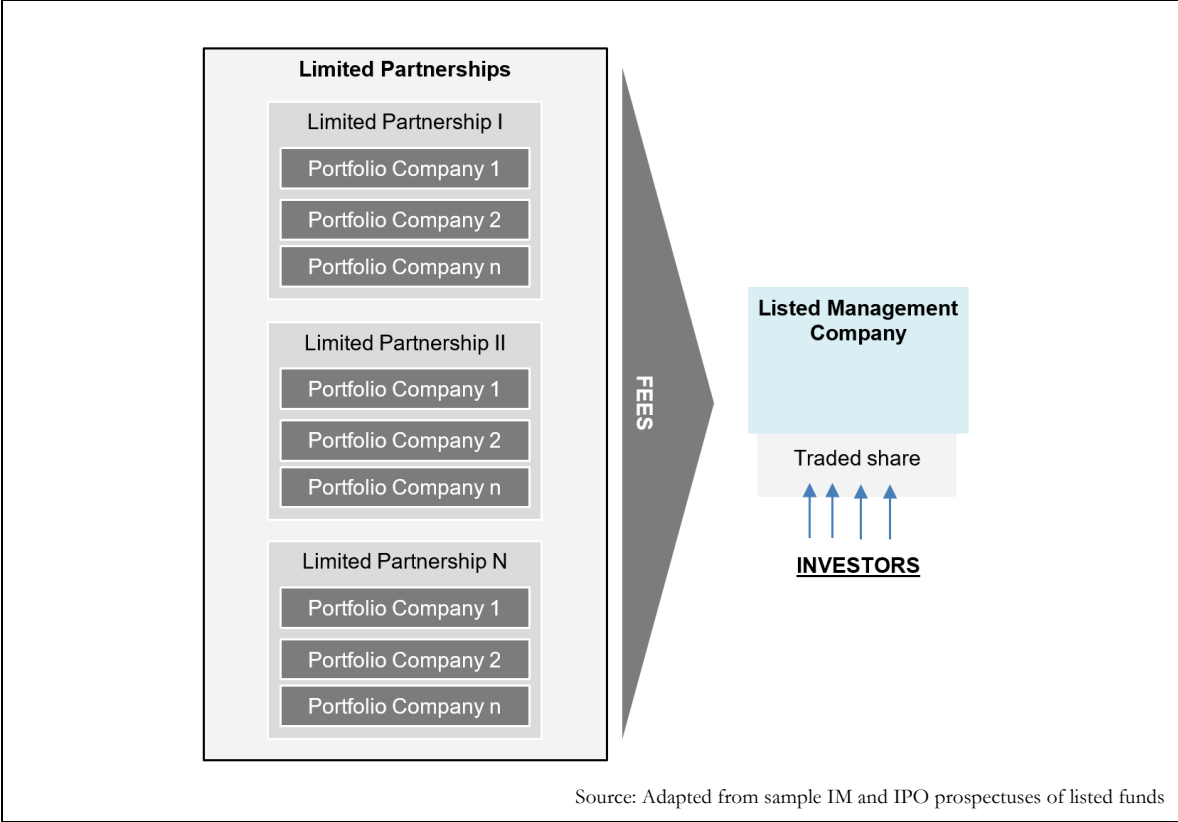 Limited Partnerships
Limited Partnership I
Portfolio Company 1
Portfolio Company 2
Portfolio Company n
Limited Partnership II
Portfolio Company 1
Portfolio Company 2
Portfolio Company n
Limited Partnership N
Portfolio Company 1
Portfolio Company 2
Portfolio Company n
FEES
Listed Management
Company
Traded share
INVESTORS
Source: Adapted from sample IM and IPO prospectuses of listed funds